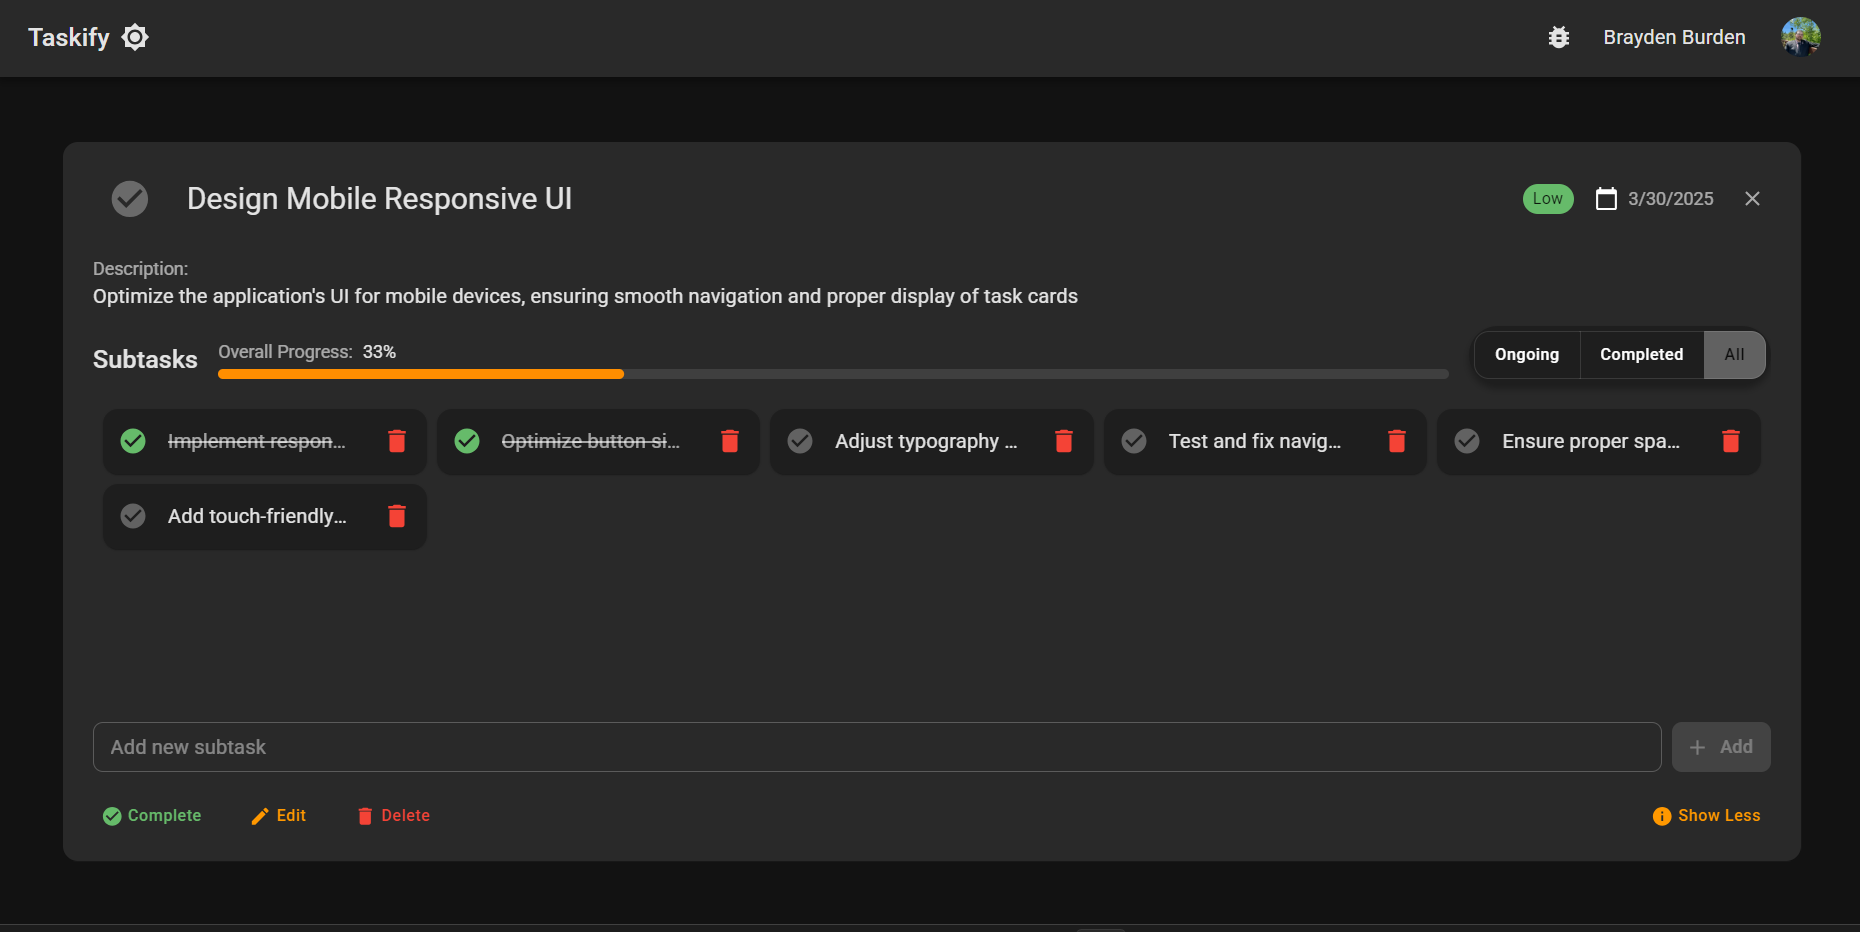 Taskify
Brayden Burden
Design Mobile Responsive UI
Low
3/30/2025
Description:
Optimize the application's UI for mobile devices, ensuring smooth navigation and proper display of task cards
Subtasks
Overall Progress: 33%
Ongoing
Completed
All
Implement respon...
Optimize button si...
Adjust typography ...
Test and fix navig...
Ensure proper spa...
Add touch-friendly...
Add new subtask
+ Add
Complete
Edit
Delete
Show Less